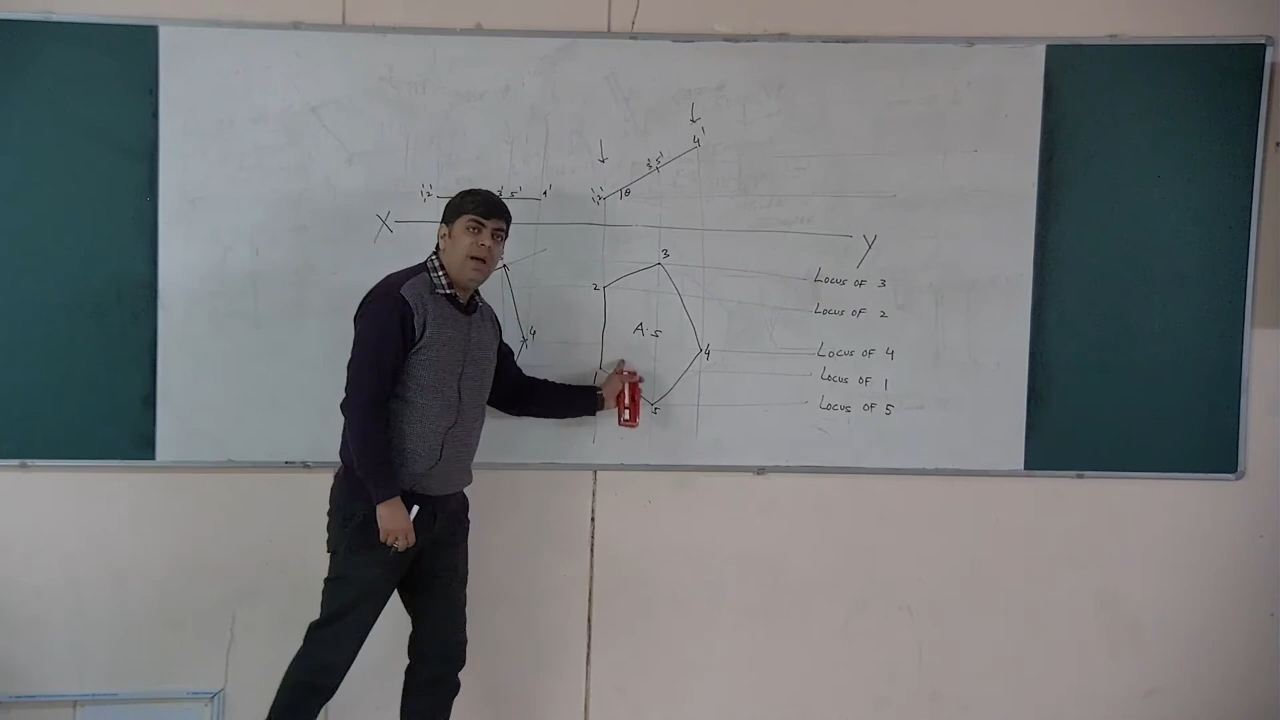 4'
3' 5'
1' 2' 3' 5' 4' 1' 2' θ
X Y
3
2
Locus of 3
Locus of 2
A.S
4 4
Locus of 4
Locus of 1
5
Locus of 5